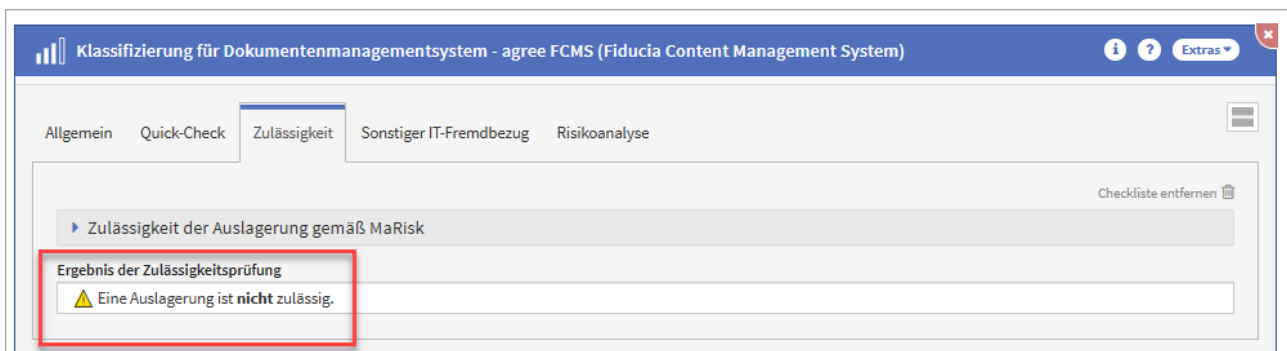 Klassifizierung für Dokumentenmanagementsystem - agree FCMS (Fiducia Content Management System)
i ? Extras
Allgemein Quick-Check Zulässigkeit Sonstiger IT-Fremdbezug Risikoanalyse
Checkliste entfernen
Zulässigkeit der Auslagerung gemäß MaRisk
Ergebnis der Zulässigkeitsprüfung
Eine Auslagerung ist nicht zulässig.